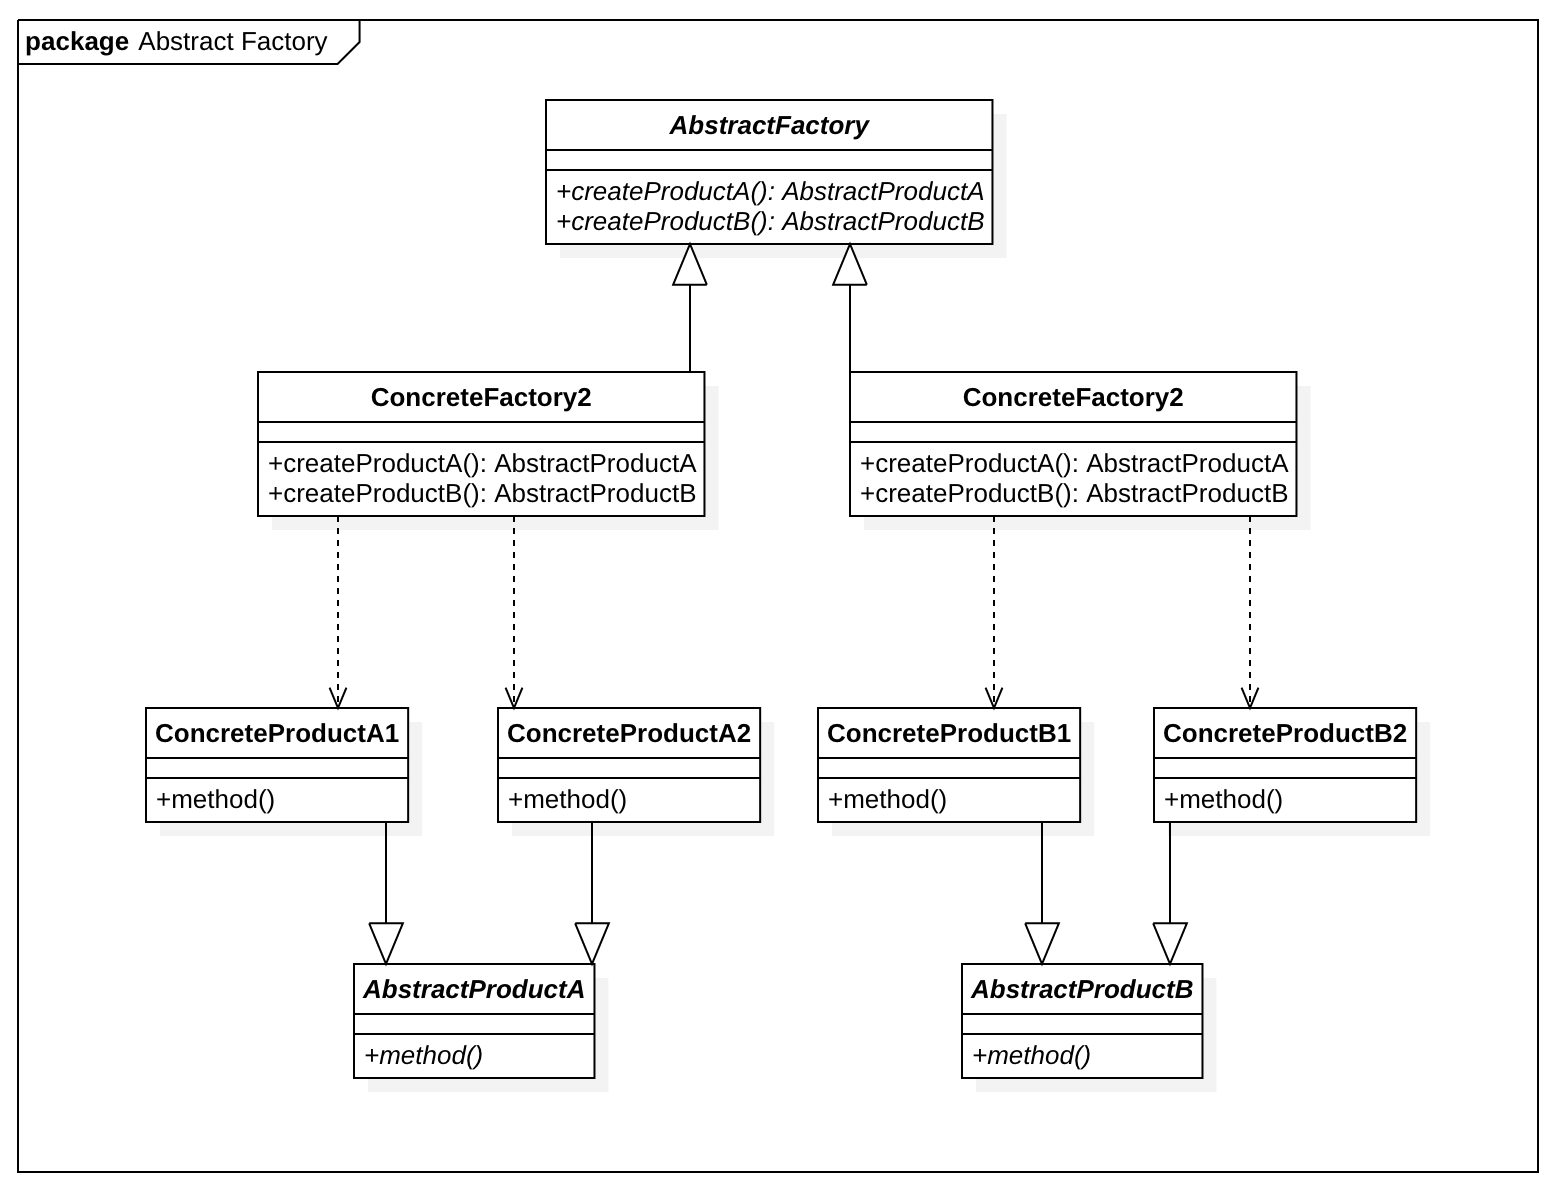 package Abstract Factory
AbstractFactory
+createProductA(): AbstractProductA
+createProductB(): AbstractProductB
ConcreteFactory2
+createProductA(): AbstractProductA
+createProductB(): AbstractProductB
ConcreteFactory2
+createProductA(): AbstractProductA
+createProductB(): AbstractProductB
ConcreteProductA1
+method()
ConcreteProductA2
+method()
ConcreteProductB1
+method()
ConcreteProductB2
+method()
AbstractProductA
+method()
AbstractProductB
+method()